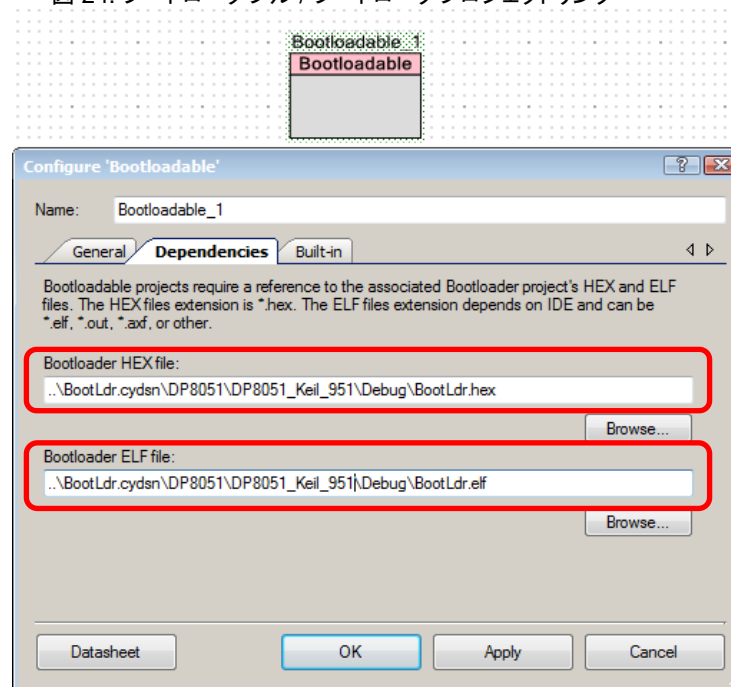 Bootloadable_1
Bootloadable
Configure 'Bootloadable'
Name: Bootloadable_1
General Dependencies Built-in
Bootloadable projects require a reference to the associated Bootloader project's HEX and ELF
files. The HEX files extension is *.hex. The ELF files extension depends on IDE and can be
*.elf, *.out, *.axf, or other.
Bootloader HEX file:
..\BootLdr.cydsn\DP8051\DP8051_Keil_951\Debug\BootLdr.hex
Browse...
Bootloader ELF file:
..\BootLdr.cydsn\DP8051\DP8051_Keil_951\Debug\BootLdr.elf
Browse...
Datasheet OK Apply Cancel